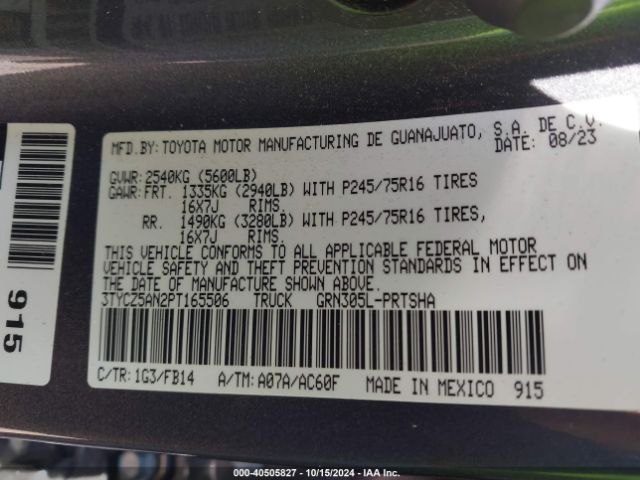 MFD.BY:TOYOTA MOTOR MANUFACTURING DE GUANAJUATO, S.A. DE C.V.
DATE: 08/23
GVWR: 2540KG (5600LB)
GAWR:FRT. 1335KG (2940LB) WITH P245/75R16 TIRES
16X7J RIMS.
RR. 1490KG (3280LB) WITH P245/75R16 TIRES,
16X7J RIMS.
THIS VEHICLE CONFORMS TO ALL APPLICABLE FEDERAL MOTOR
VEHICLE SAFETY AND THEFT PREVENTION STANDARDS IN EFFECT ON
THE DATE OF MANUFACTURE SHOWN ABOVE.
3TYCZ5AN2PT165506 TRUCK GRN305L-PRTSHA
C/TR:1G3/FB14 A/TM:A07A/AC60F MADE IN MEXICO 915
915
000-40505827 - 10/15/2024 - IAA